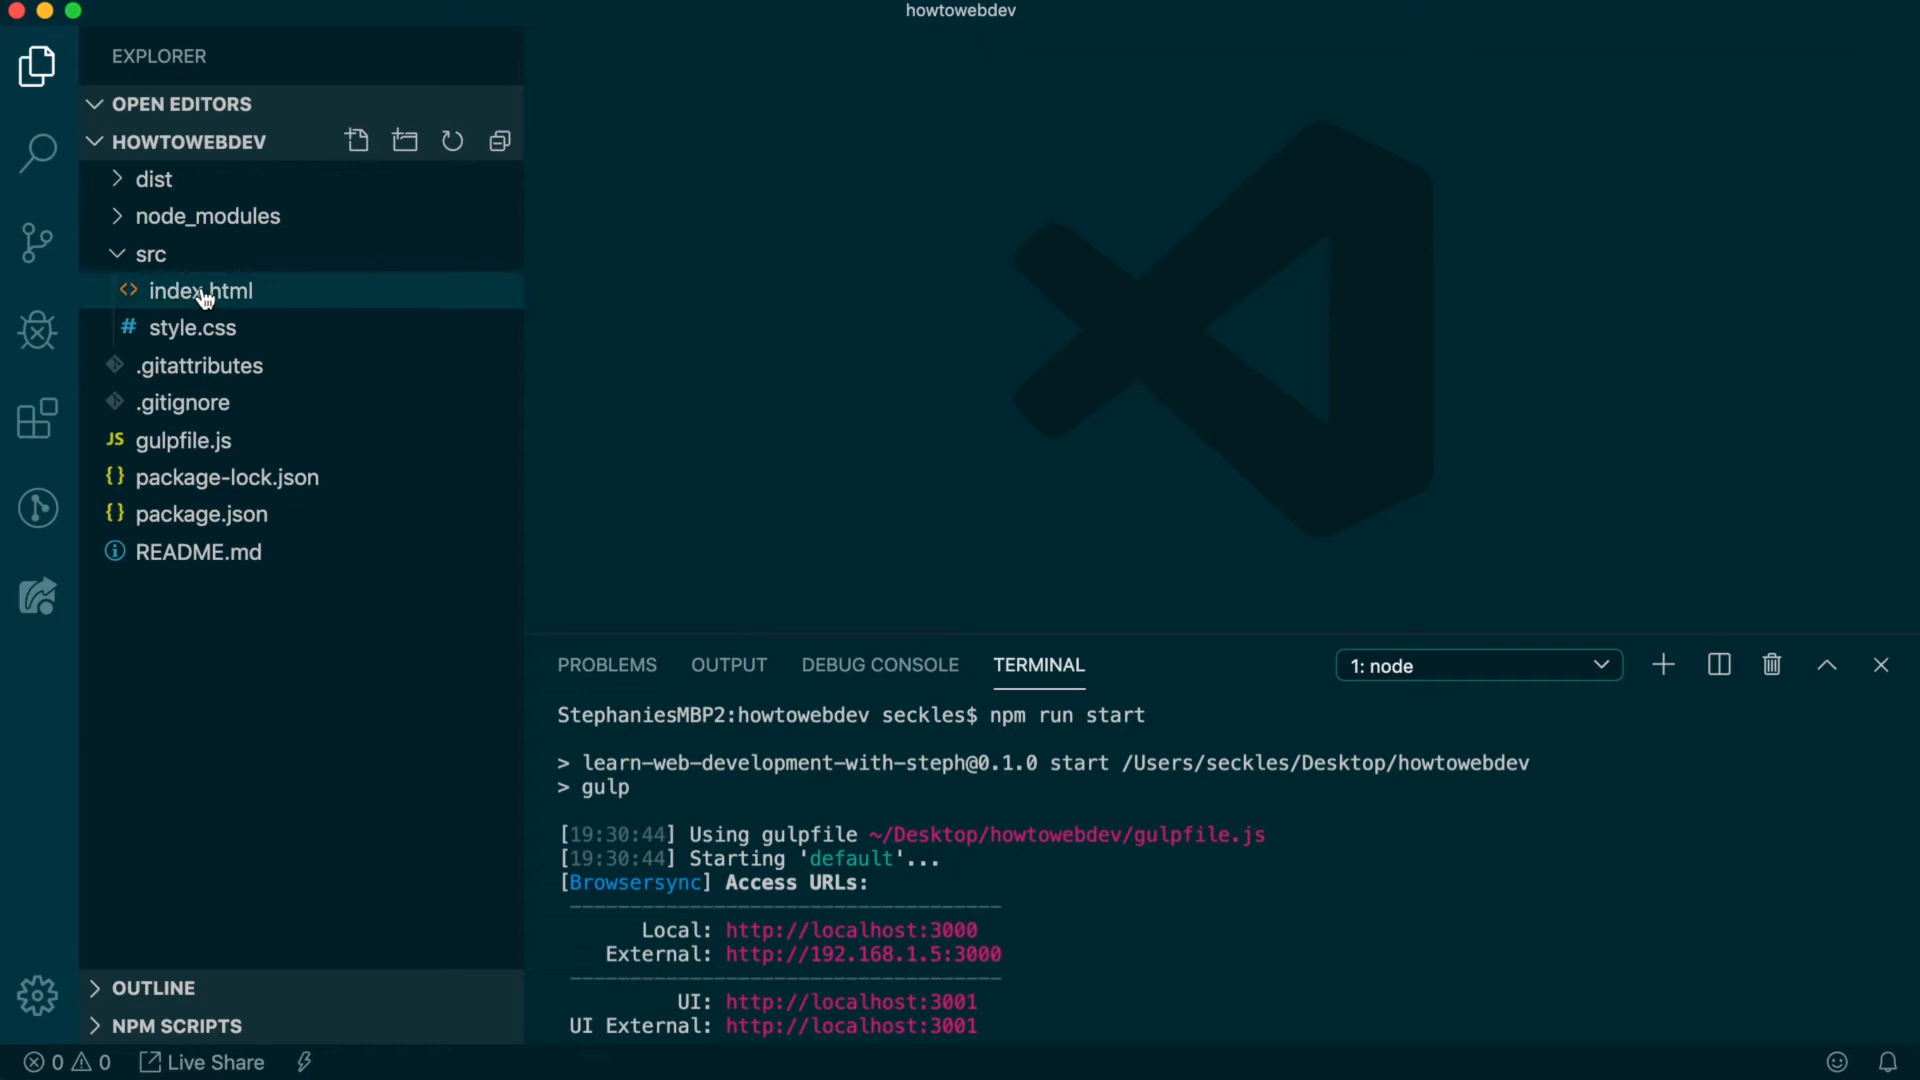 howtowebdev
EXPLORER
OPEN EDITORS
HOWTOWEBDEV
dist
node_modules
src
<> index.html
# style.css
.gitattributes
.gitignore
JS gulpfile.js
{} package-lock.json
{} package.json
README.md
OUTLINE
NPM SCRIPTS
PROBLEMS OUTPUT DEBUG CONSOLE TERMINAL 1: node
StephaniesMBP2:howtowebdev seckles$ npm run start
> learn-web-development-with-steph@0.1.0 start /Users/seckles/Desktop/howtowebdev
> gulp
[19:30:44] Using gulpfile ~/Desktop/howtowebdev/gulpfile.js
[19:30:44] Starting 'default'...
[Browsersync] Access URLs:
--------------------------------------
Local: http://localhost:3000
External: http://192.168.1.5:3000
--------------------------------------
UI: http://localhost:3001
UI External: http://localhost:3001
0 0 Live Share